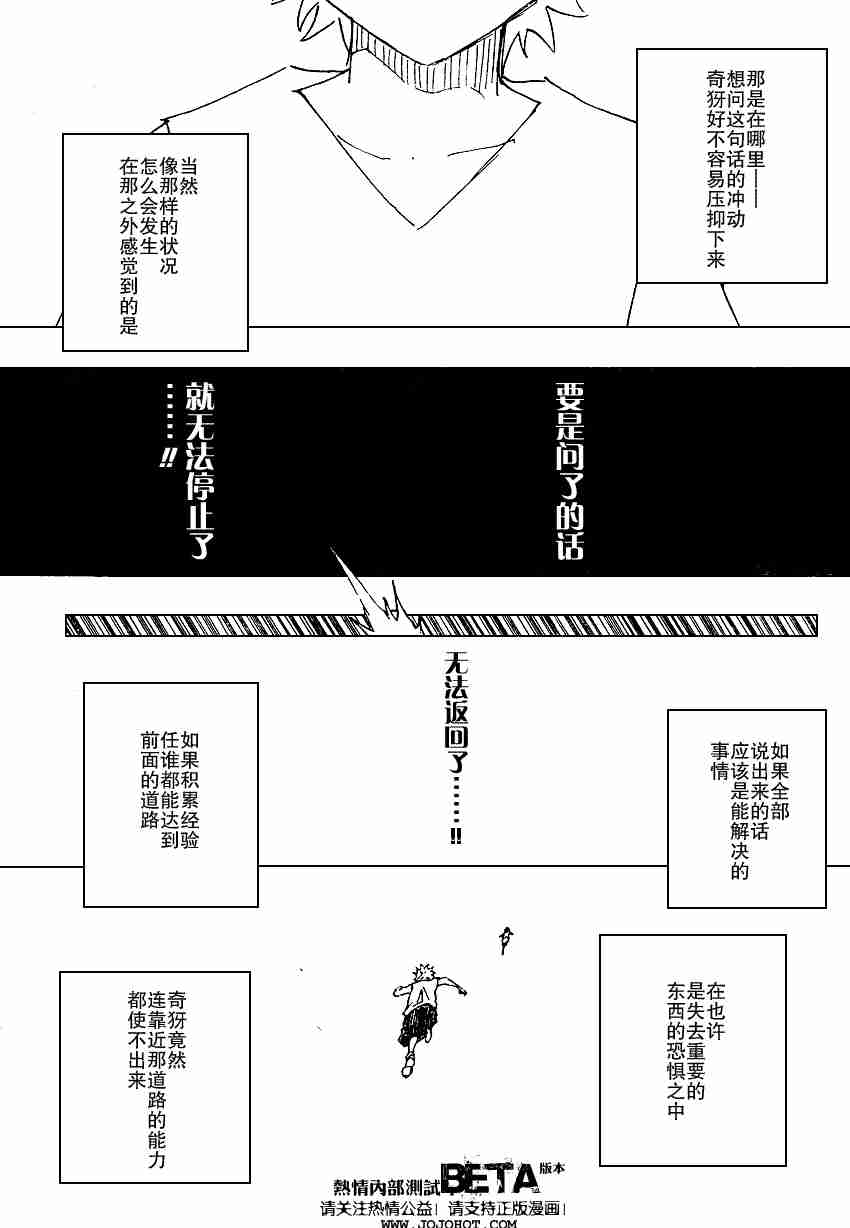 那是在哪里——
想问这句话的冲动
奇犽好不容易压抑下来
当然
像那样的状况
怎么会发生
在那之外感觉到的是
要是问了的话
就无法停止了
……!!
无法返回了……!!
如果全部
说出来的话
应该是能解决的
事情
如果积累经验
任谁都能达到
前面的道路
在也许
是失去重要的
东西的恐惧之中
奇犽竟然
连靠近那道路的能力
都使不出来
熱情內部測試
BETA版本
请关注热情公益! 请支持正版漫画!
WWW.JOJOHOT.COM